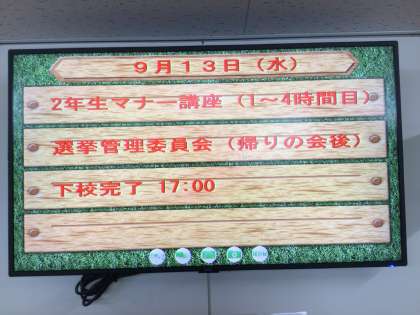 ９月１３日（水）
2年生マナー講座（1～4時間目）
選挙管理委員会（帰りの会後）
下校完了 17:00